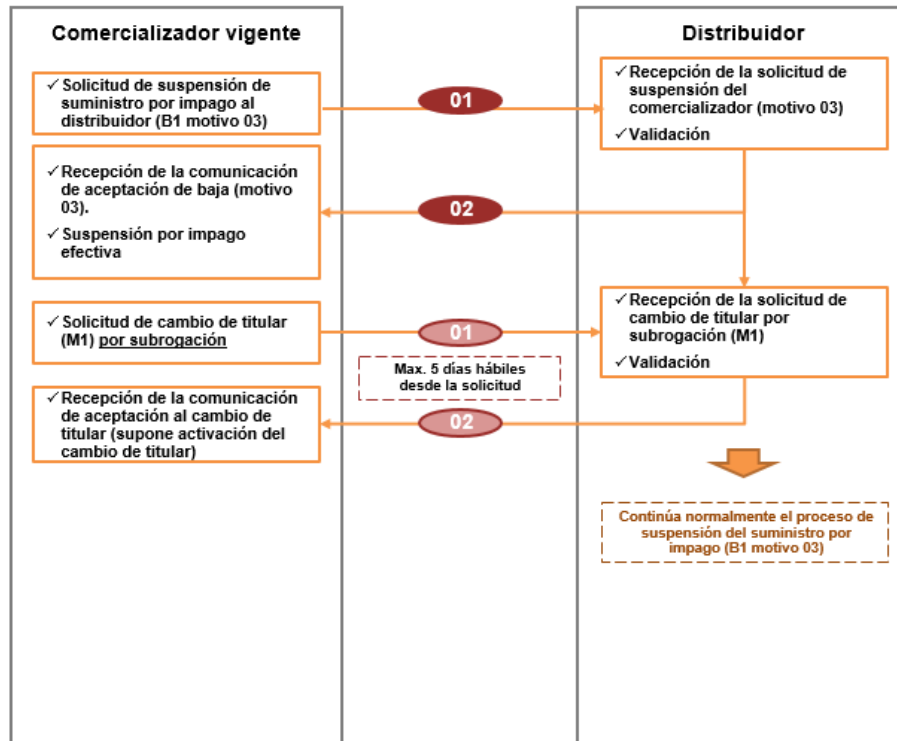 Comercializador vigente
Distribuidor
✓ Solicitud de suspensión de
suministro por impago al
distribuidor (B1 motivo 03)
01
✓ Recepción de la solicitud de
suspensión del
comercializador (motivo 03)
✓ Validación
✓ Recepción de la comunicación
de aceptación de baja (motivo
03).
✓ Suspensión por impago
efectiva
02
✓ Solicitud de cambio de titular
(M1) por subrogación
01
✓ Recepción de la solicitud de
cambio de titular por
subrogación (M1)
✓ Validación
Max. 5 días hábiles
desde la solicitud
✓ Recepción de la comunicación
de aceptación al cambio de
titular (supone activación del
cambio de titular)
02
Continúa normalmente el proceso de
suspensión del suministro por
impago (B1 motivo 03)